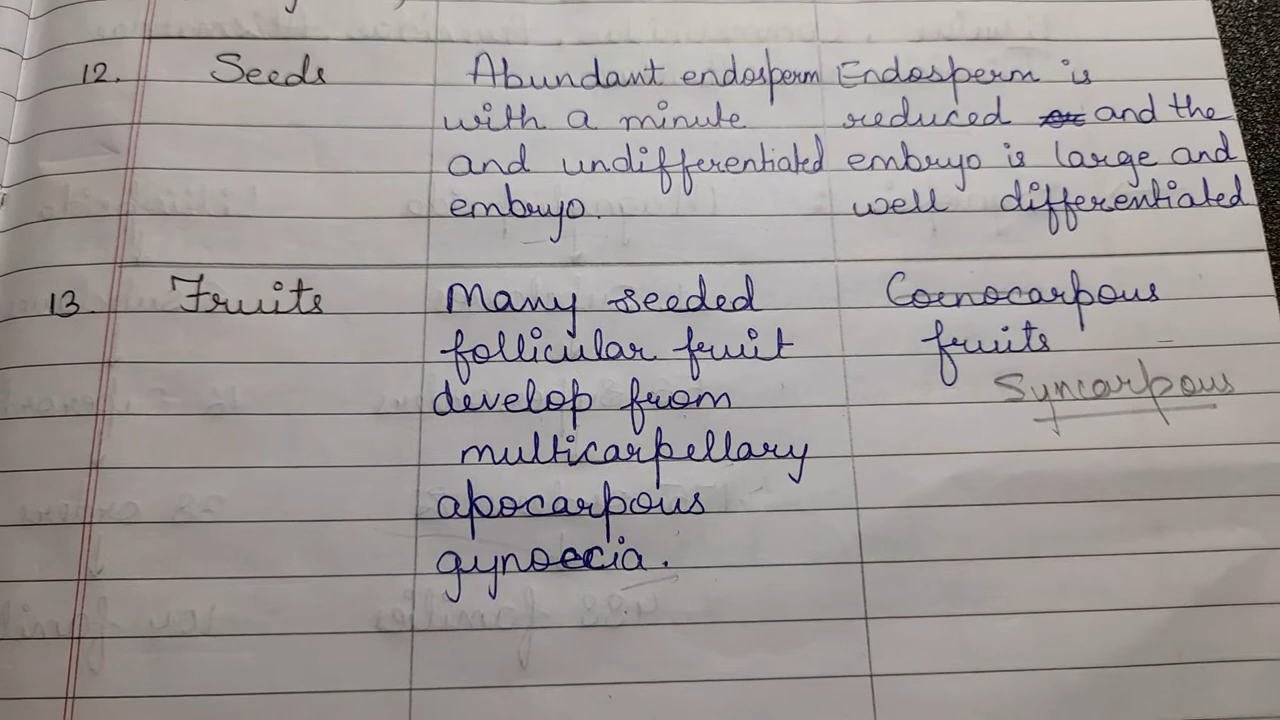 12. Seeds Abundant endosperm Endosperm is
with a minute reduced and the
and undifferentiated embryo is large and
embryo. well differentiated
13. Fruits Many seeded Coenocarpous
follicular fruit fruits
develop from Syncarpous
multicarpellary
apocarpous
gynoecia.